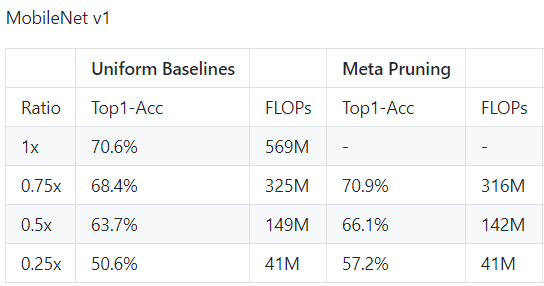 MobileNet v1
Uniform Baselines Meta Pruning
Ratio Top1-Acc FLOPs Top1-Acc FLOPs
1x 70.6% 569M - -
0.75x 68.4% 325M 70.9% 316M
0.5x 63.7% 149M 66.1% 142M
0.25x 50.6% 41M 57.2% 41M